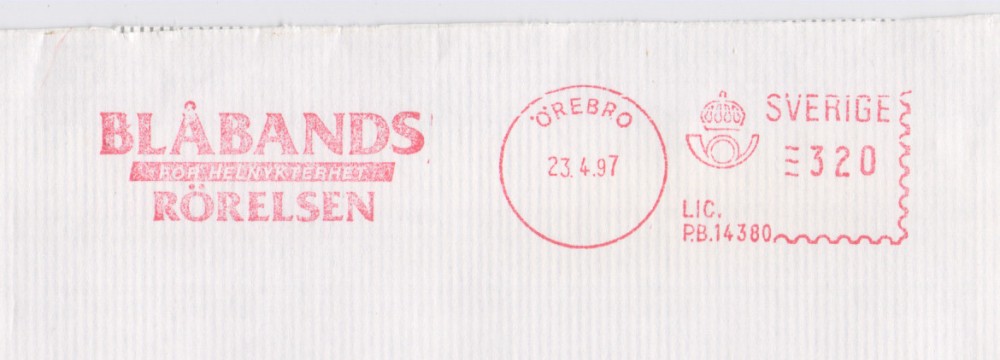 BLÅBANDS
FÖR HELNYKTERHET
RÖRELSEN
ÖREBRO
23.4.97
SVERIGE
320
LIC.
P.B.14380